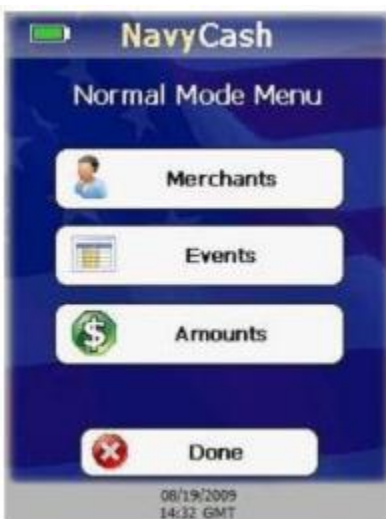 NavyCash
Normal Mode Menu
Merchants
Events
Amounts
Done
08/19/2009
14:32 GMT